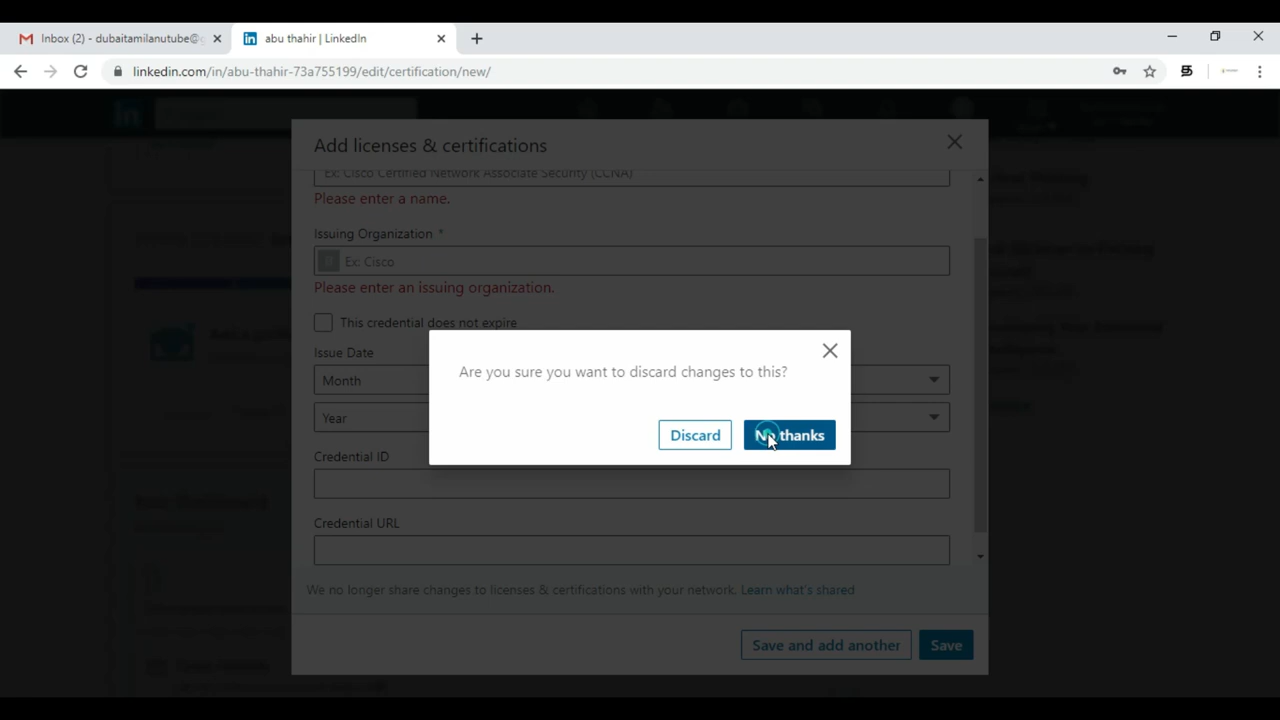 Inbox (2) - dubaitamilanutube@
abu thahir | LinkedIn
linkedin.com/in/abu-thahir-73a755199/edit/certification/new/
in
Add licenses & certifications
Ex: Cisco Certified Network Associate Security (CCNA)
Please enter a name.
Issuing Organization *
Ex: Cisco
Please enter an issuing organization.
This credential does not expire
Issue Date
Month
Year
Are you sure you want to discard changes to this?
Discard
No thanks
Credential ID
Credential URL
We no longer share changes to licenses & certifications with your network. Learn what's shared
Save and add another
Save